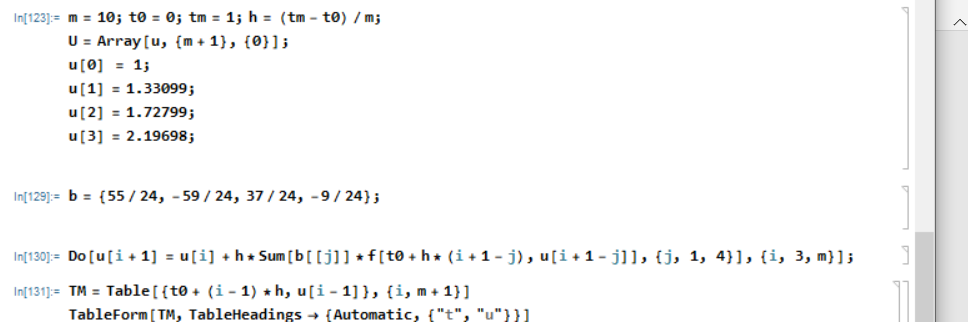 In[123]:= m = 10; t0 = 0; tm = 1; h = (tm - t0) / m;
U = Array[u, {m + 1}, {0}];
u[0] = 1;
u[1] = 1.33099;
u[2] = 1.72799;
u[3] = 2.19698;
In[129]:= b = {55 / 24, -59 / 24, 37 / 24, -9 / 24};
In[130]:= Do[u[i + 1] = u[i] + h * Sum[b[[j]] * f[t0 + h * (i + 1 - j), u[i + 1 - j]], {j, 1, 4}], {i, 3, m}];
In[131]:= TM = Table[{t0 + (i - 1) * h, u[i - 1]}, {i, m + 1}]
TableForm[TM, TableHeadings → {Automatic, {"t", "u"}}]